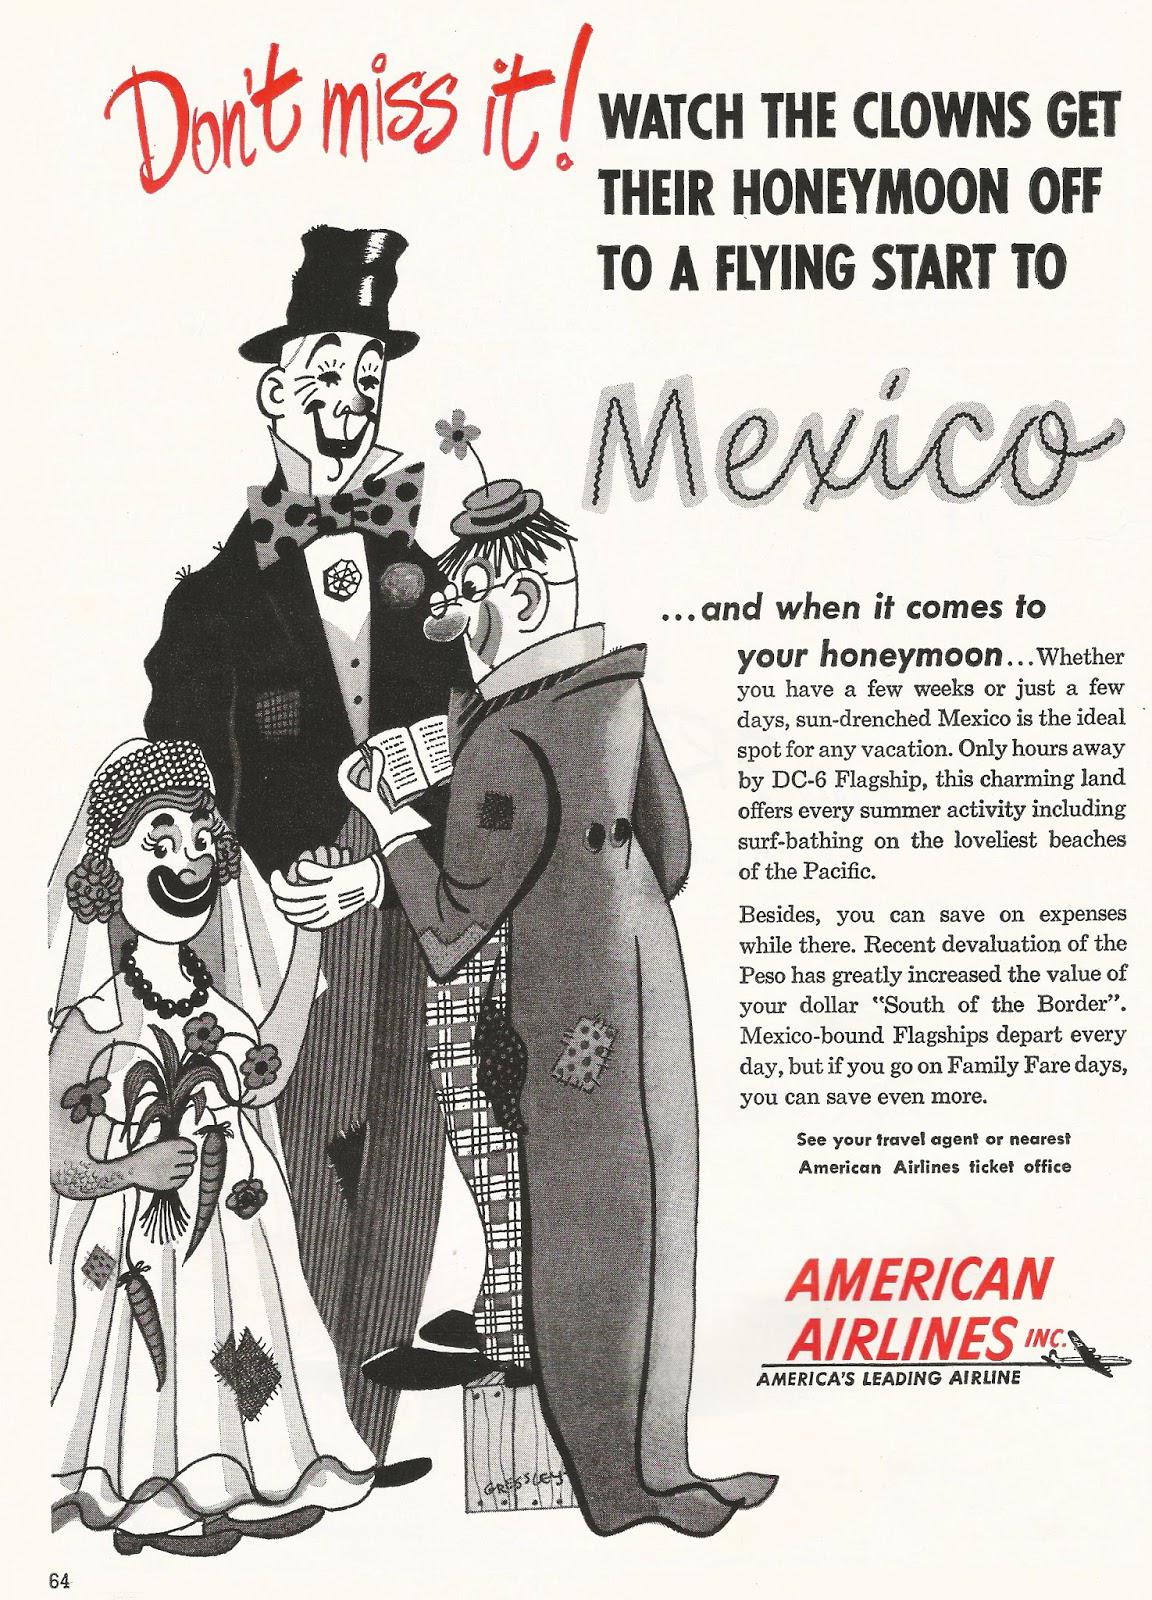 Don't miss it!
WATCH THE CLOWNS GET
THEIR HONEYMOON OFF
TO A FLYING START TO
Mexico
...and when it comes to
your honeymoon...Whether
you have a few weeks or just a few
days, sun-drenched Mexico is the ideal
spot for any vacation. Only hours away
by DC-6 Flagship, this charming land
offers every summer activity including
surf-bathing on the loveliest beaches
of the Pacific.
Besides, you can save on expenses
while there. Recent devaluation of the
Peso has greatly increased the value of
your dollar "South of the Border".
Mexico-bound Flagships depart every
day, but if you go on Family Fare days,
you can save even more.
See your travel agent or nearest
American Airlines ticket office
AMERICAN
AIRLINES INC.
AMERICA'S LEADING AIRLINE
GRESSLEY
64